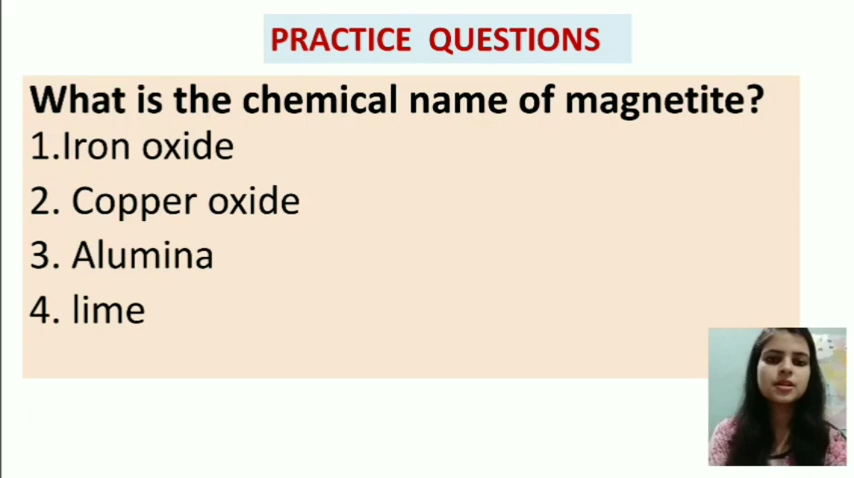 PRACTICE QUESTIONS
What is the chemical name of magnetite?
1.Iron oxide
2. Copper oxide
3. Alumina
4. lime